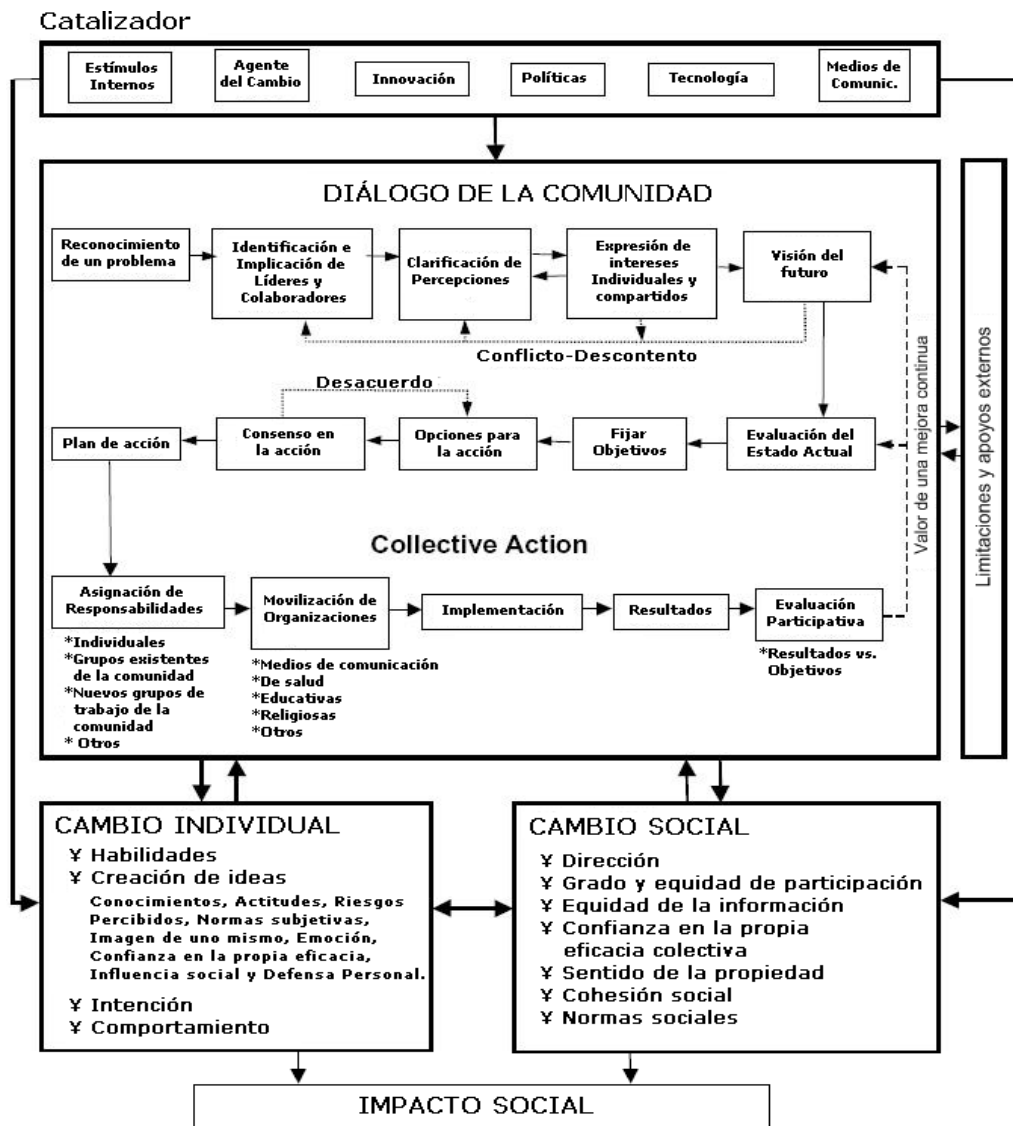 Catalizador
Estímulos
Internos
Agente
del Cambio
Innovación
Políticas
Tecnología
Medios de
Comunic.
DIÁLOGO DE LA COMUNIDAD
Reconocimiento
de un problema
Identificación e
Implicación de
Líderes y
Colaboradores
Clarificación de
Percepciones
Expresión de
intereses
Individuales y
compartidos
Visión del
futuro
Conflicto-Descontento
Desacuerdo
Plan de acción
Consenso en
la acción
Opciones para
la acción
Fijar
Objetivos
Evaluación del
Estado Actual
Valor de una mejora continua
Limitaciones y apoyos externos
Collective Action
Asignación de
Responsabilidades
*Individuales
*Grupos existentes
de la comunidad
*Nuevos grupos de
trabajo de la
comunidad
* Otros
Movilización de
Organizaciones
*Medios de comunicación
*De salud
*Educativas
*Religiosas
*Otros
Implementación
Resultados
Evaluación
Participativa
*Resultados vs.
Objetivos
CAMBIO INDIVIDUAL
¥ Habilidades
¥ Creación de ideas
Conocimientos, Actitudes, Riesgos
Percibidos, Normas subjetivas,
Imagen de uno mismo, Emoción,
Confianza en la propia eficacia,
Influencia social y Defensa Personal.
¥ Intención
¥ Comportamiento
CAMBIO SOCIAL
¥ Dirección
¥ Grado y equidad de participación
¥ Equidad de la información
¥ Confianza en la propia
eficacia colectiva
¥ Sentido de la propiedad
¥ Cohesión social
¥ Normas sociales
IMPACTO SOCIAL